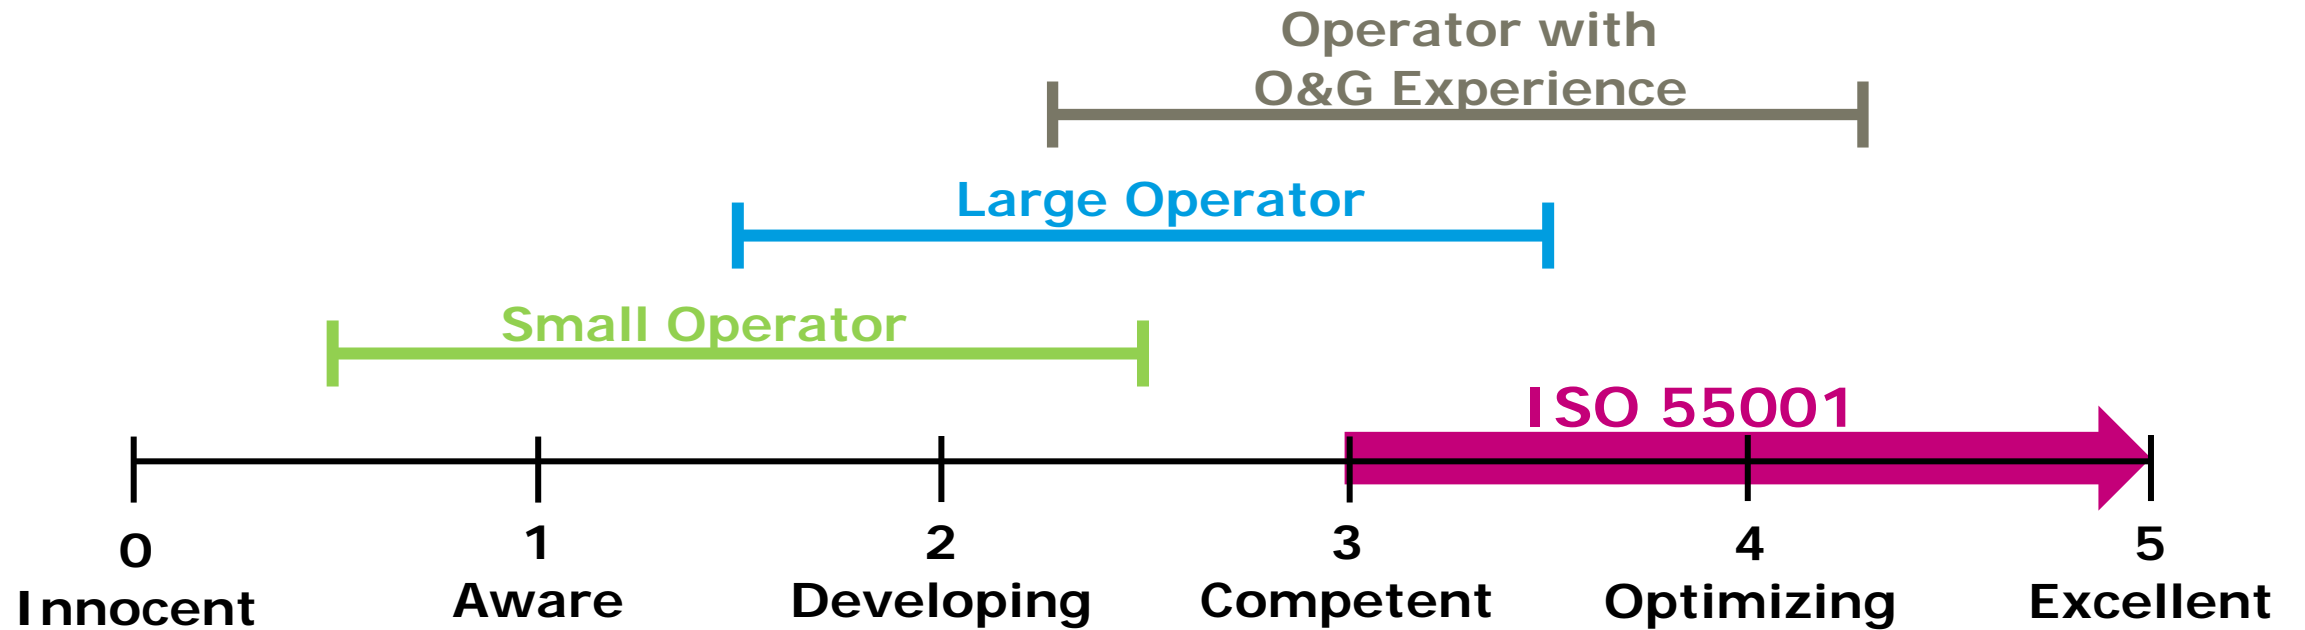 Operator with
O&G Experience
Large Operator
Small Operator
ISO 55001
0 1 2 3 4 5
Innocent Aware Developing Competent Optimizing Excellent